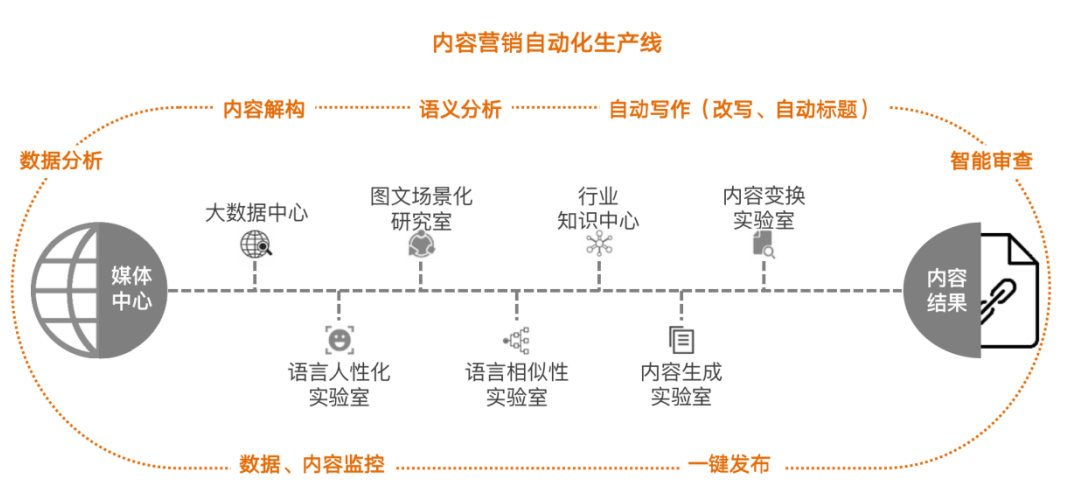 内容营销自动化生产线
内容解构
语义分析
自动写作（改写、自动标题）
数据分析
智能审查
大数据中心
图文场景化
研究室
行业
知识中心
内容变换
实验室
媒体
中心
内容
结果
语言人性化
实验室
语言相似性
实验室
内容生成
实验室
数据、内容监控
一键发布